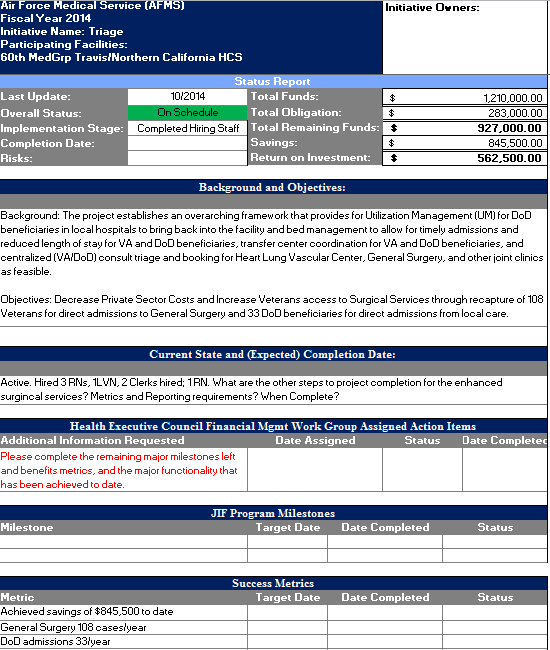 Air Force Medical Service (AFMS)
Initiative Owners:
Fiscal Year 2014
Initiative Name: Triage
Participating Facilities:
60th MedGrp Travis/Northern California HCS
Status Report
Last Update: 10/2014 Total Funds: $ 1,210,000.00
Overall Status: On Schedule Total Obligation: $ 283,000.00
Implementation Stage: Completed Hiring Staff Total Remaining Funds: $ 927,000.00
Completion Date: Savings: $ 845,500.00
Risks: Return on Investment: $ 562,500.00
Background and Objectives:
Background: The project establishes an overarching framework that provides for Utilization Management (UM) for DoD
beneficiaries in local hospitals to bring back into the facility and bed management to allow for timely admissions and
reduced length of stay for VA and DoD beneficiaries, transfer center coordination for VA and DoD beneficiaries, and
centralized (VA/DoD) consult triage and booking for Heart Lung Vascular Center, General Surgery, and other joint clinics
as feasible.
Objectives: Decrease Private Sector Costs and Increase Veterans access to Surgical Services through recapture of 108
Veterans for direct admissions to General Surgery and 33 DoD beneficiaries for direct admissions from local care.
Current State and (Expected) Completion Date:
Active. Hired 3 RNs, 1LVN, 2 Clerks hired; 1 RN. What are the other steps to project completion for the enhanced
surgincal services? Metrics and Reporting requirements? When Complete?
Health Executive Council Financial Mgmt Work Group Assigned Action Items
Additional Information Requested Date Assigned Status Date Completed
Please complete the remaining major milestones left
and benefits metrics, and the major functionality that
has been achieved to date.
JIF Program Milestones
Milestone Target Date Date Completed Status
Success Metrics
Metric Target Date Date Completed Status
Achieved savings of $845,500 to date
General Surgery 108 cases/year
DoD admissions 33/year